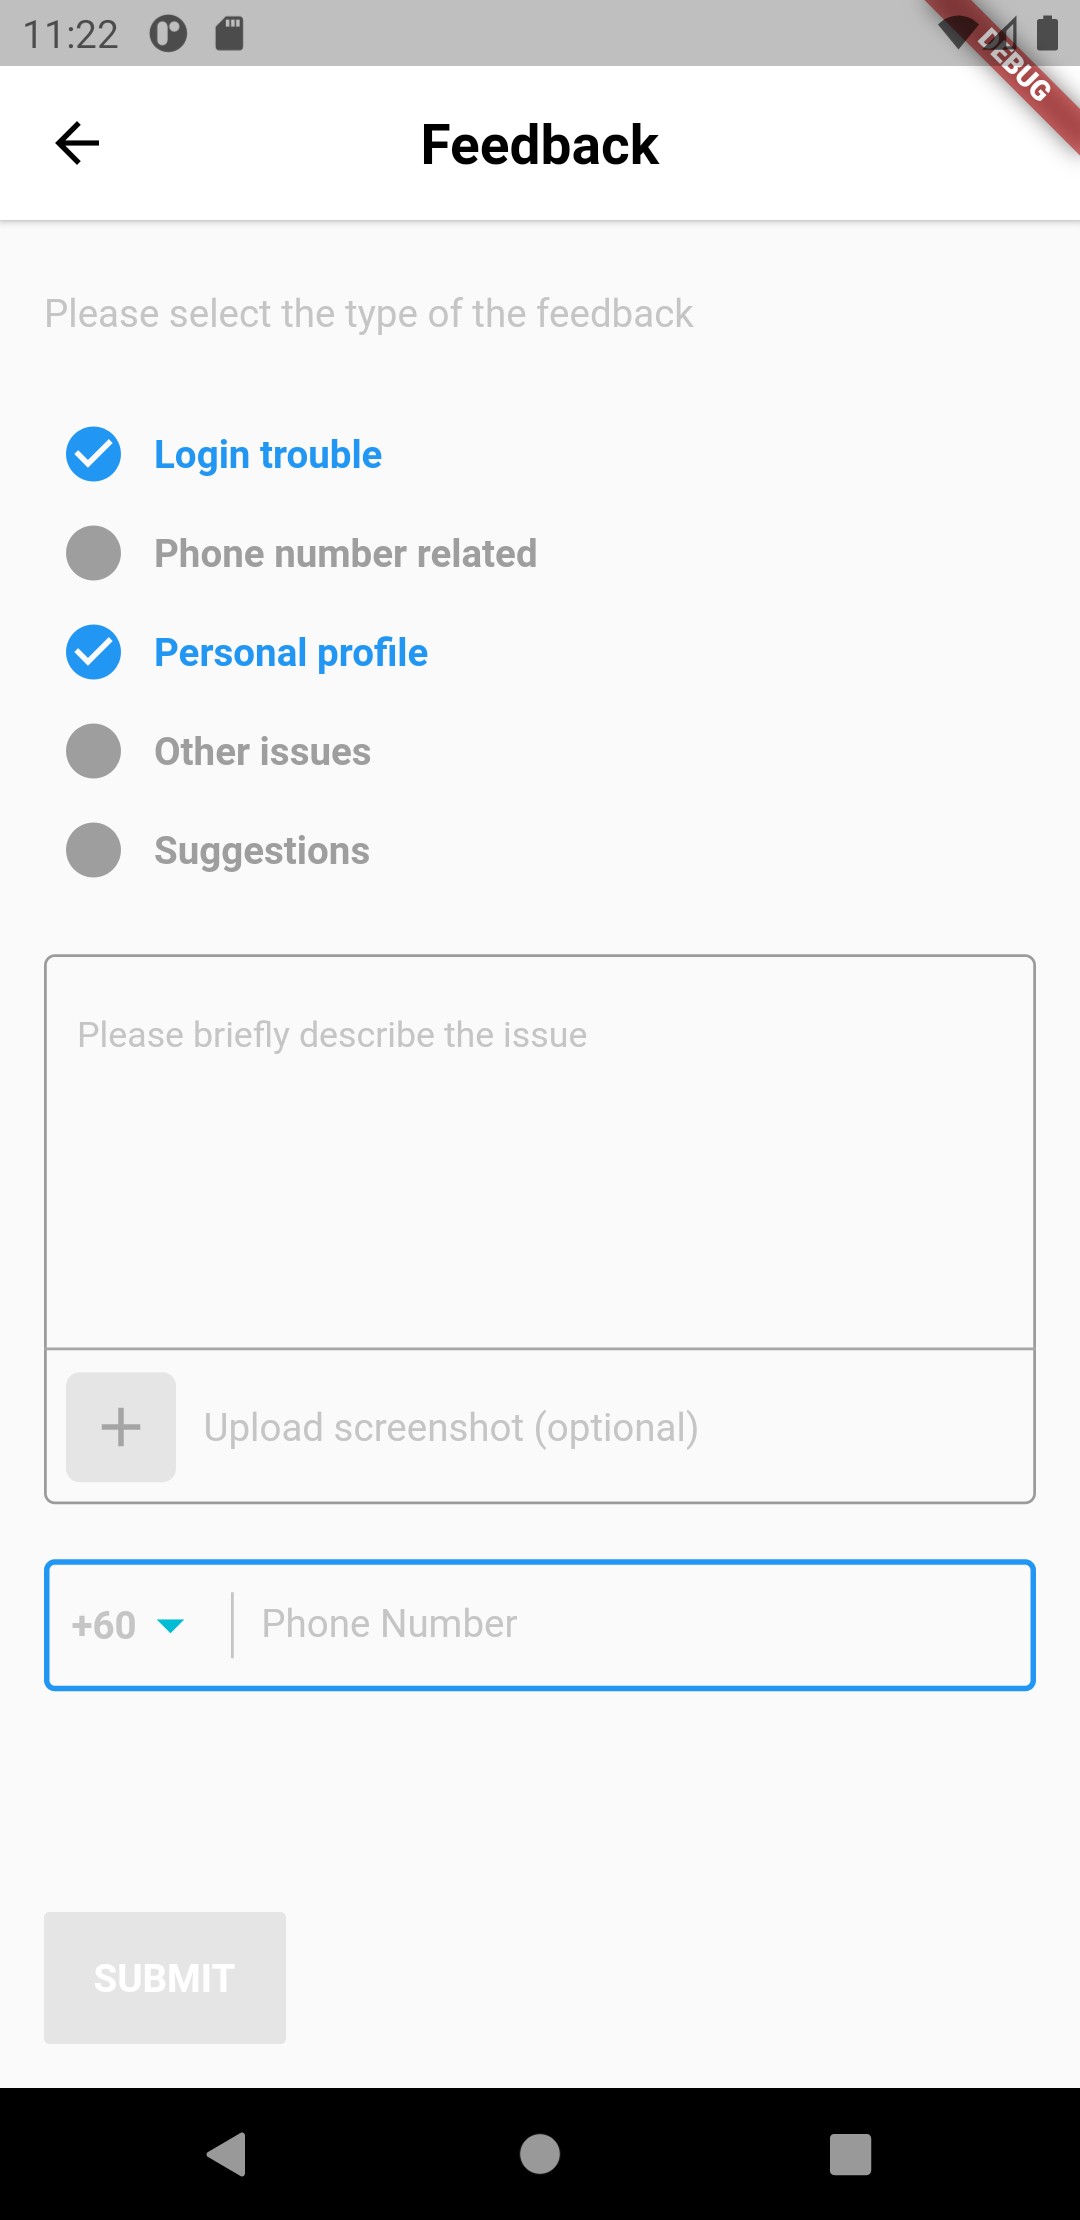 11:22
DEBUG
Feedback
Please select the type of the feedback
Login trouble
Phone number related
Personal profile
Other issues
Suggestions
Please briefly describe the issue
Upload screenshot (optional)
+60 Phone Number
SUBMIT